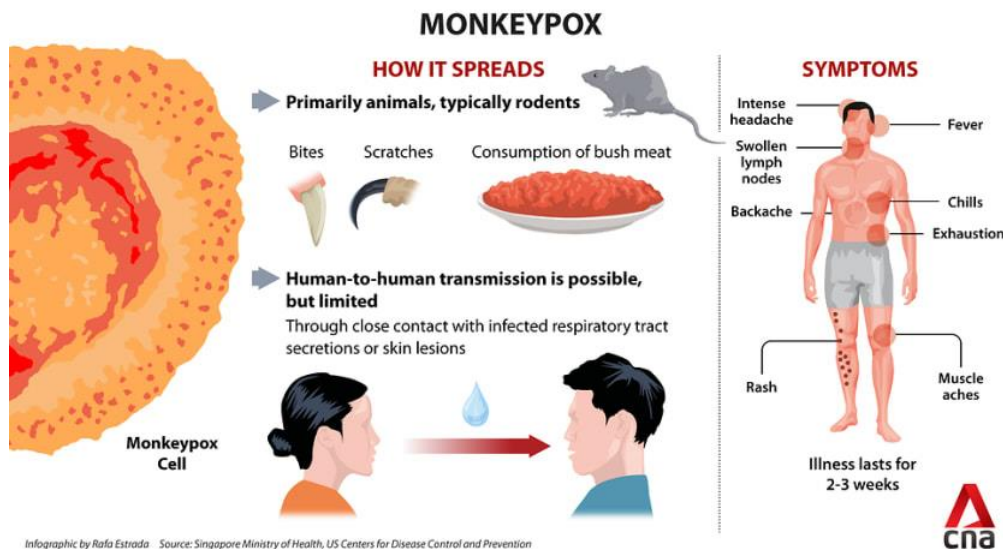 MONKEYPOX
HOW IT SPREADS
Primarily animals, typically rodents
Bites
Scratches
Consumption of bush meat
Human-to-human transmission is possible,
but limited
Through close contact with infected respiratory tract
secretions or skin lesions
Monkeypox
Cell
SYMPTOMS
Intense
headache
Fever
Swollen
lymph
nodes
Chills
Backache
Exhaustion
Rash
Muscle
aches
Illness lasts for
2-3 weeks
Infographic by Rafa Estrada Source: Singapore Ministry of Health, US Centers for Disease Control and Prevention
cna